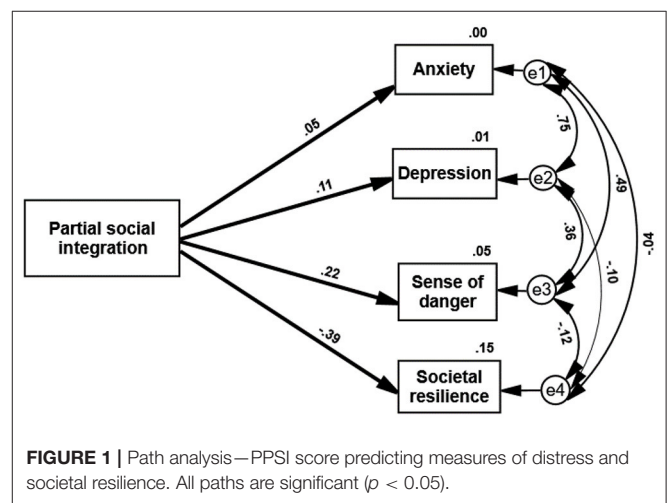 .00
Anxiety
e1
.05
.75
.01
Depression
e2
.11
.49
Partial social
integration
.36
-.04
.05
-.10
.22
Sense of
danger
e3
-.12
-.39
.15
Societal
resilience
e4
FIGURE 1 | Path analysis—PPSI score predicting measures of distress and
societal resilience. All paths are significant (p < 0.05).